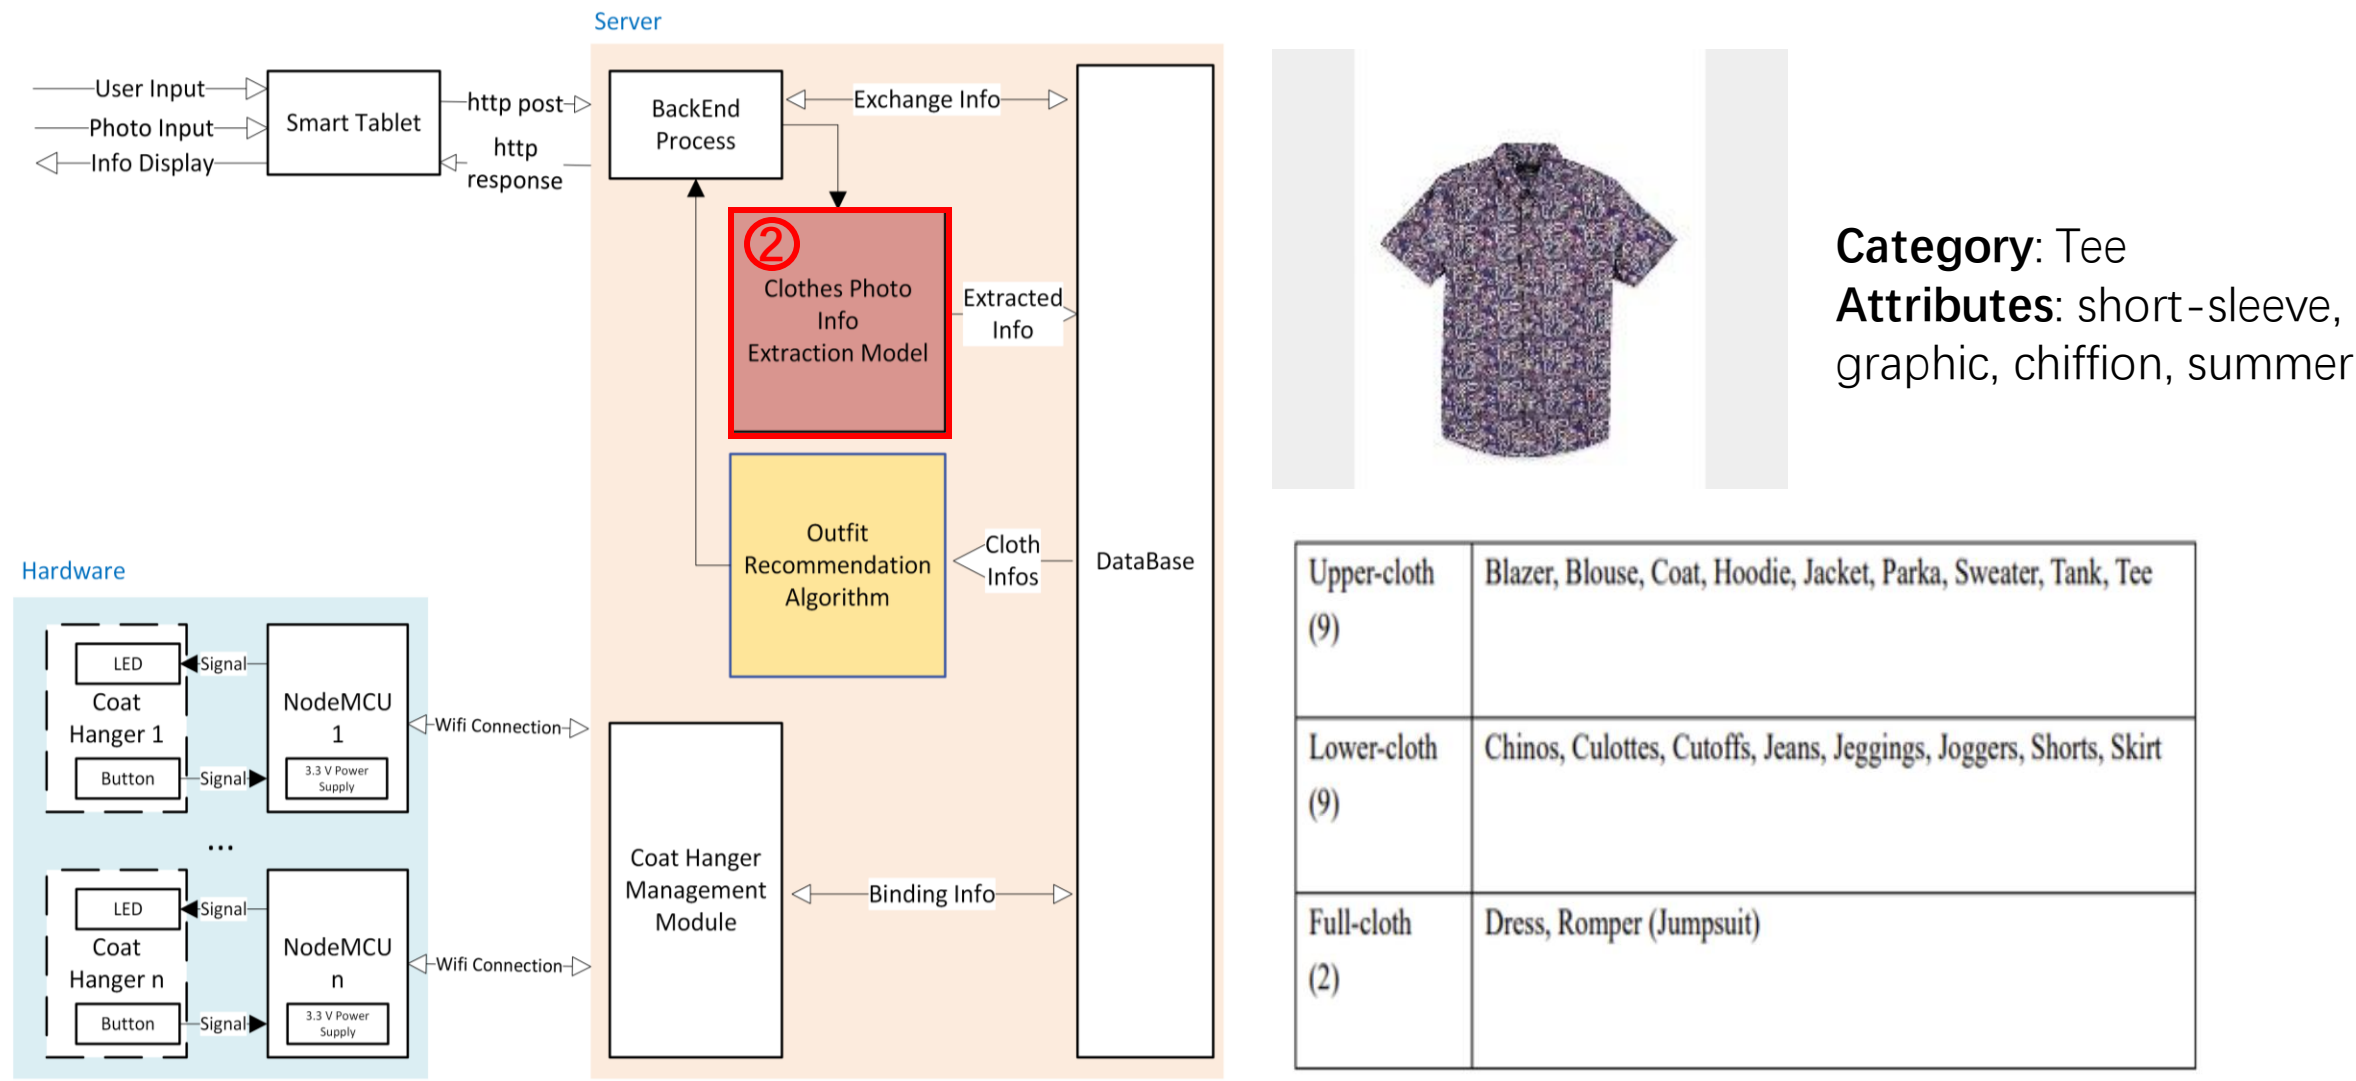 Server
User Input
Photo Input
Info Display
Smart Tablet
http post
http
response
BackEnd
Process
Exchange Info
②
Clothes Photo
Info
Extraction Model
Extracted
Info
Outfit
Recommendation
Algorithm
Cloth
Infos
DataBase
Coat Hanger
Management
Module
Binding Info
Hardware
LED
Signal
Coat
Hanger 1
Button
Signal
NodeMCU
1
3.3 V Power
Supply
Wifi Connection
...
LED
Signal
Coat
Hanger n
Button
Signal
NodeMCU
n
3.3 V Power
Supply
Wifi Connection
Category: Tee
Attributes: short-sleeve,
graphic, chiffion, summer
Upper-cloth
(9)
Blazer, Blouse, Coat, Hoodie, Jacket, Parka, Sweater, Tank, Tee
Lower-cloth
(9)
Chinos, Culottes, Cutoffs, Jeans, Jeggings, Joggers, Shorts, Skirt
Full-cloth
(2)
Dress, Romper (Jumpsuit)